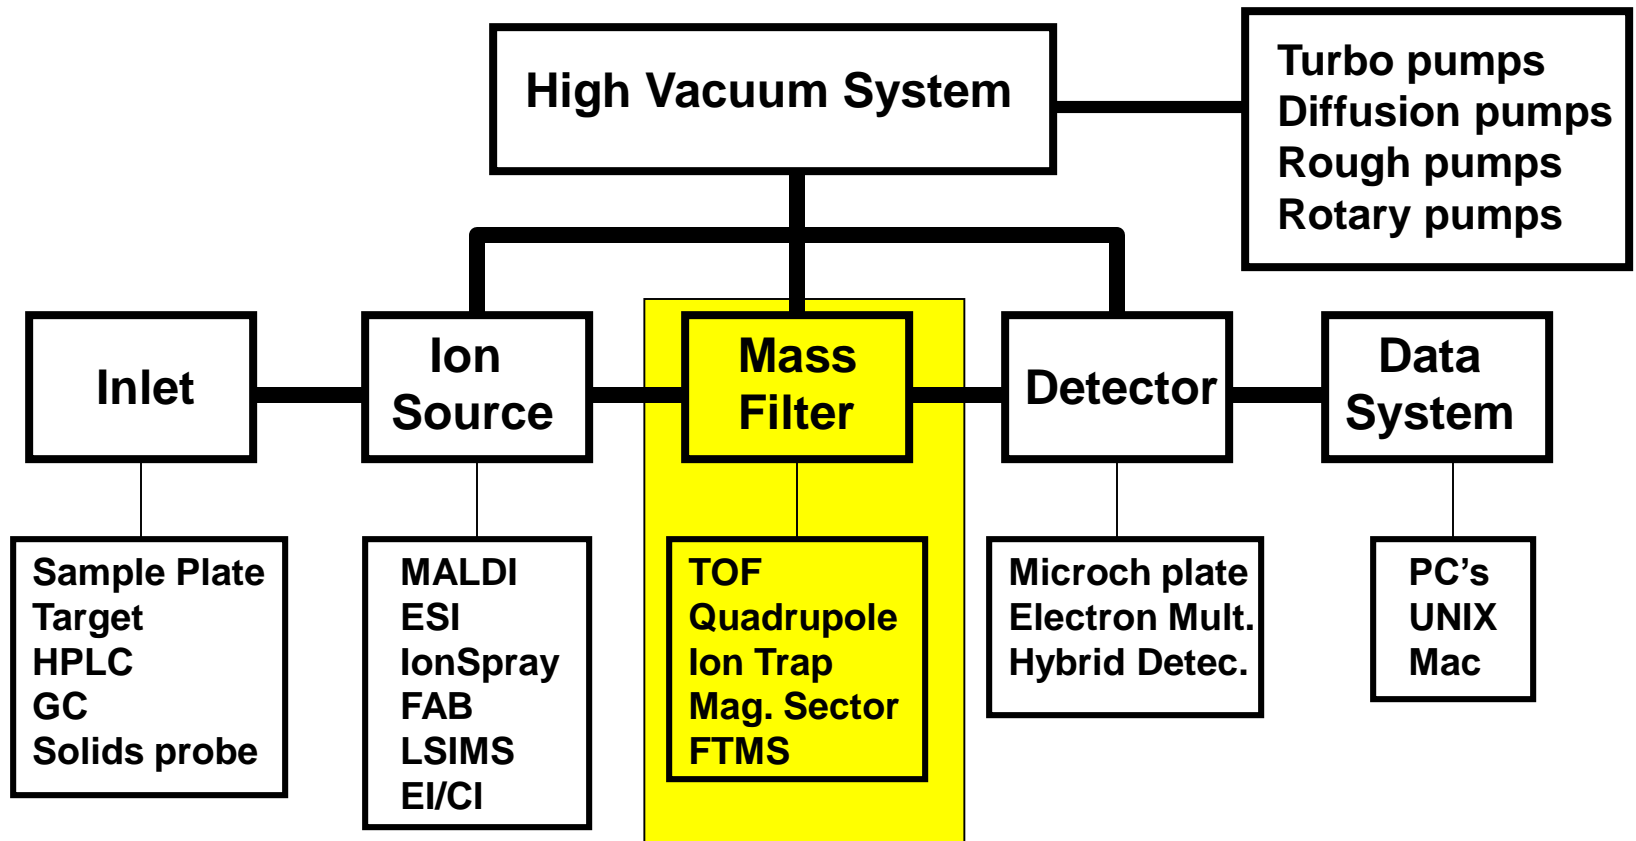 High Vacuum System
Turbo pumps
Diffusion pumps
Rough pumps
Rotary pumps
Inlet
Ion
Source
Mass
Filter
Detector
Data
System
Sample Plate
Target
HPLC
GC
Solids probe
MALDI
ESI
IonSpray
FAB
LSIMS
EI/CI
TOF
Quadrupole
Ion Trap
Mag. Sector
FTMS
Microch plate
Electron Mult.
Hybrid Detec.
PC’s
UNIX
Mac